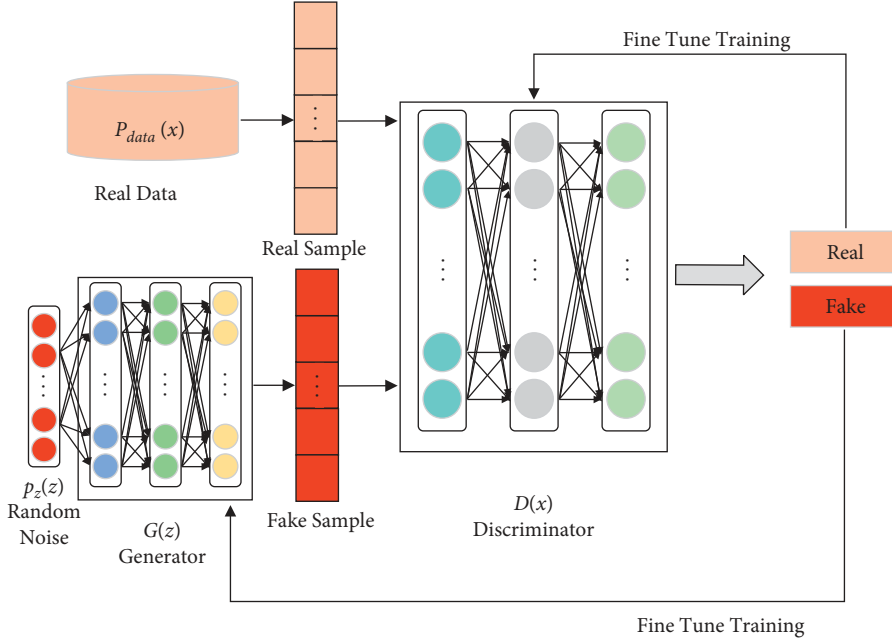 Fine Tune Training
P_data (x)
Real Data
Real Sample
Real
Fake
p_z(z)
Random
Noise
G(z)
Generator
Fake Sample
D(x)
Discriminator
Fine Tune Training